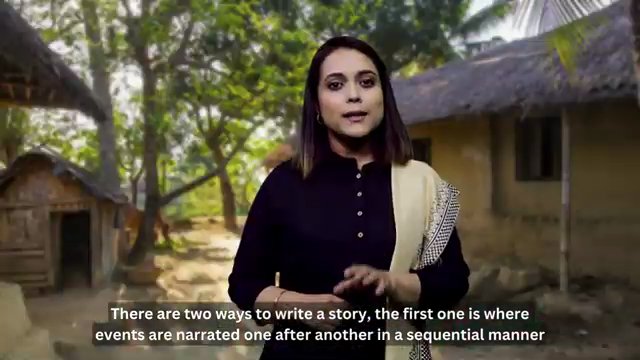 There are two ways to write a story, the first one is where
events are narrated one after another in a sequential manner